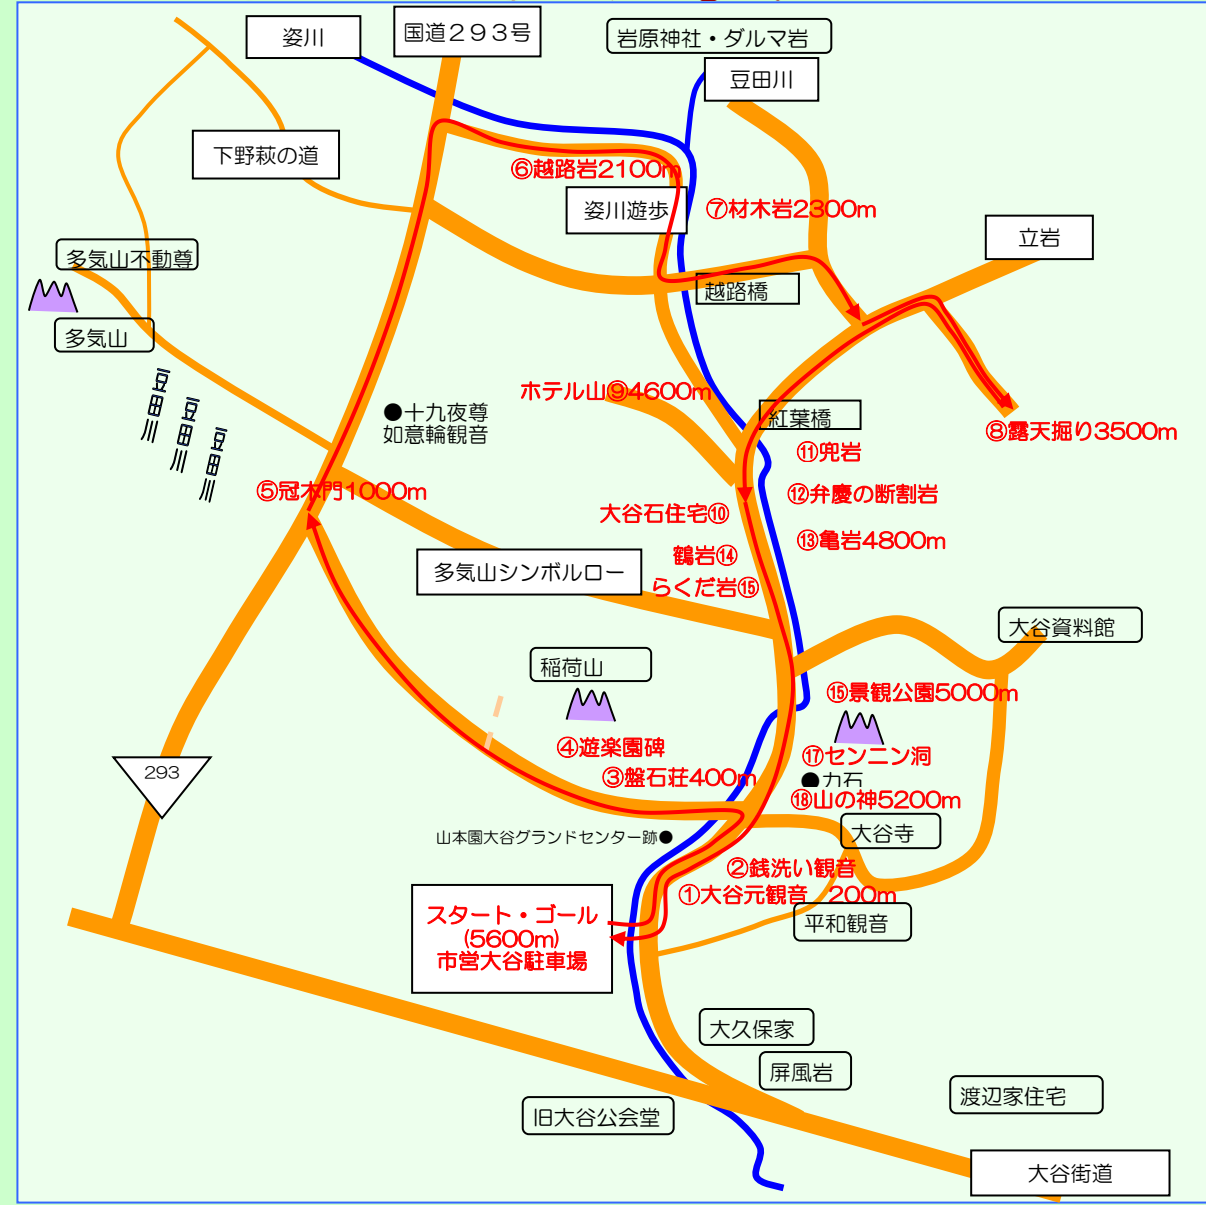 姿川
国道２９３号
岩原神社・ダルマ岩
豆田川
下野萩の道
⑥越路岩2100m
姿川遊歩
⑦材木岩2300m
立岩
多気山不動尊
越路橋
多気山
豆田川
豆田川
豆田川
ホテル山⑨4600m
●十九夜尊
如意輪観音
紅葉橋
⑧露天掘り3500m
⑪兜岩
⑤冠木門1000m
⑫弁慶の断割岩
大谷石住宅⑩
⑬亀岩4800m
鶴岩⑭
多気山シンボルロー
らくだ岩⑮
大谷資料館
稲荷山
⑮景観公園5000m
④遊楽園碑
⑰センニン洞
293
③盤石荘400m
●力石
⑱山の神5200m
山本園大谷グランドセンター跡●
大谷寺
②銭洗い観音
①大谷元観音　200m
スタート・ゴール
(5600m)
市営大谷駐車場
平和観音
大久保家
屏風岩
渡辺家住宅
旧大谷公会堂
大谷街道